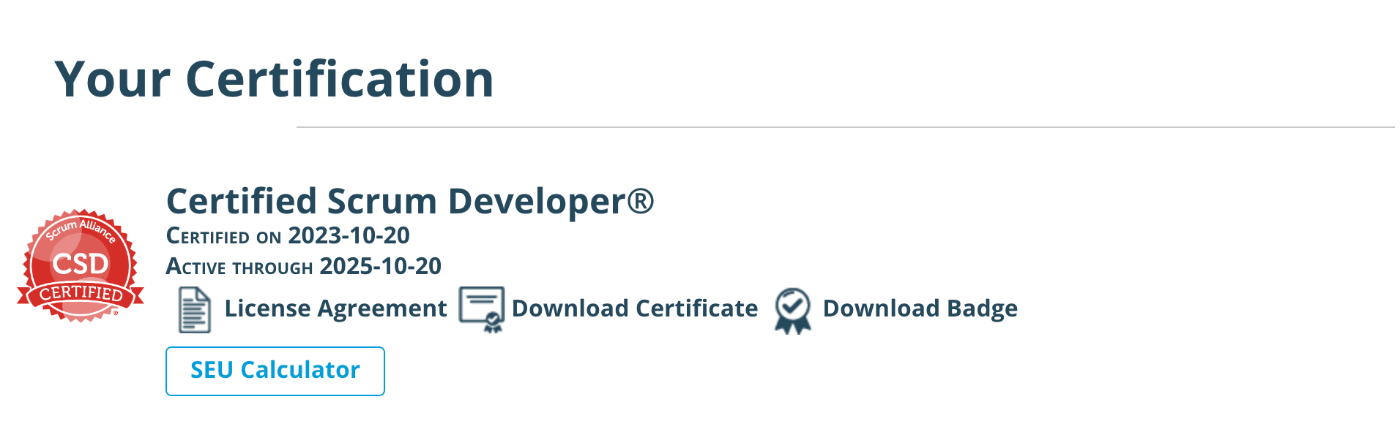 Your Certification
Certified Scrum Developer®
Certified on 2023-10-20
Active through 2025-10-20
Scrum Alliance
CSD
CERTIFIED
®
License Agreement Download Certificate Download Badge
SEU Calculator